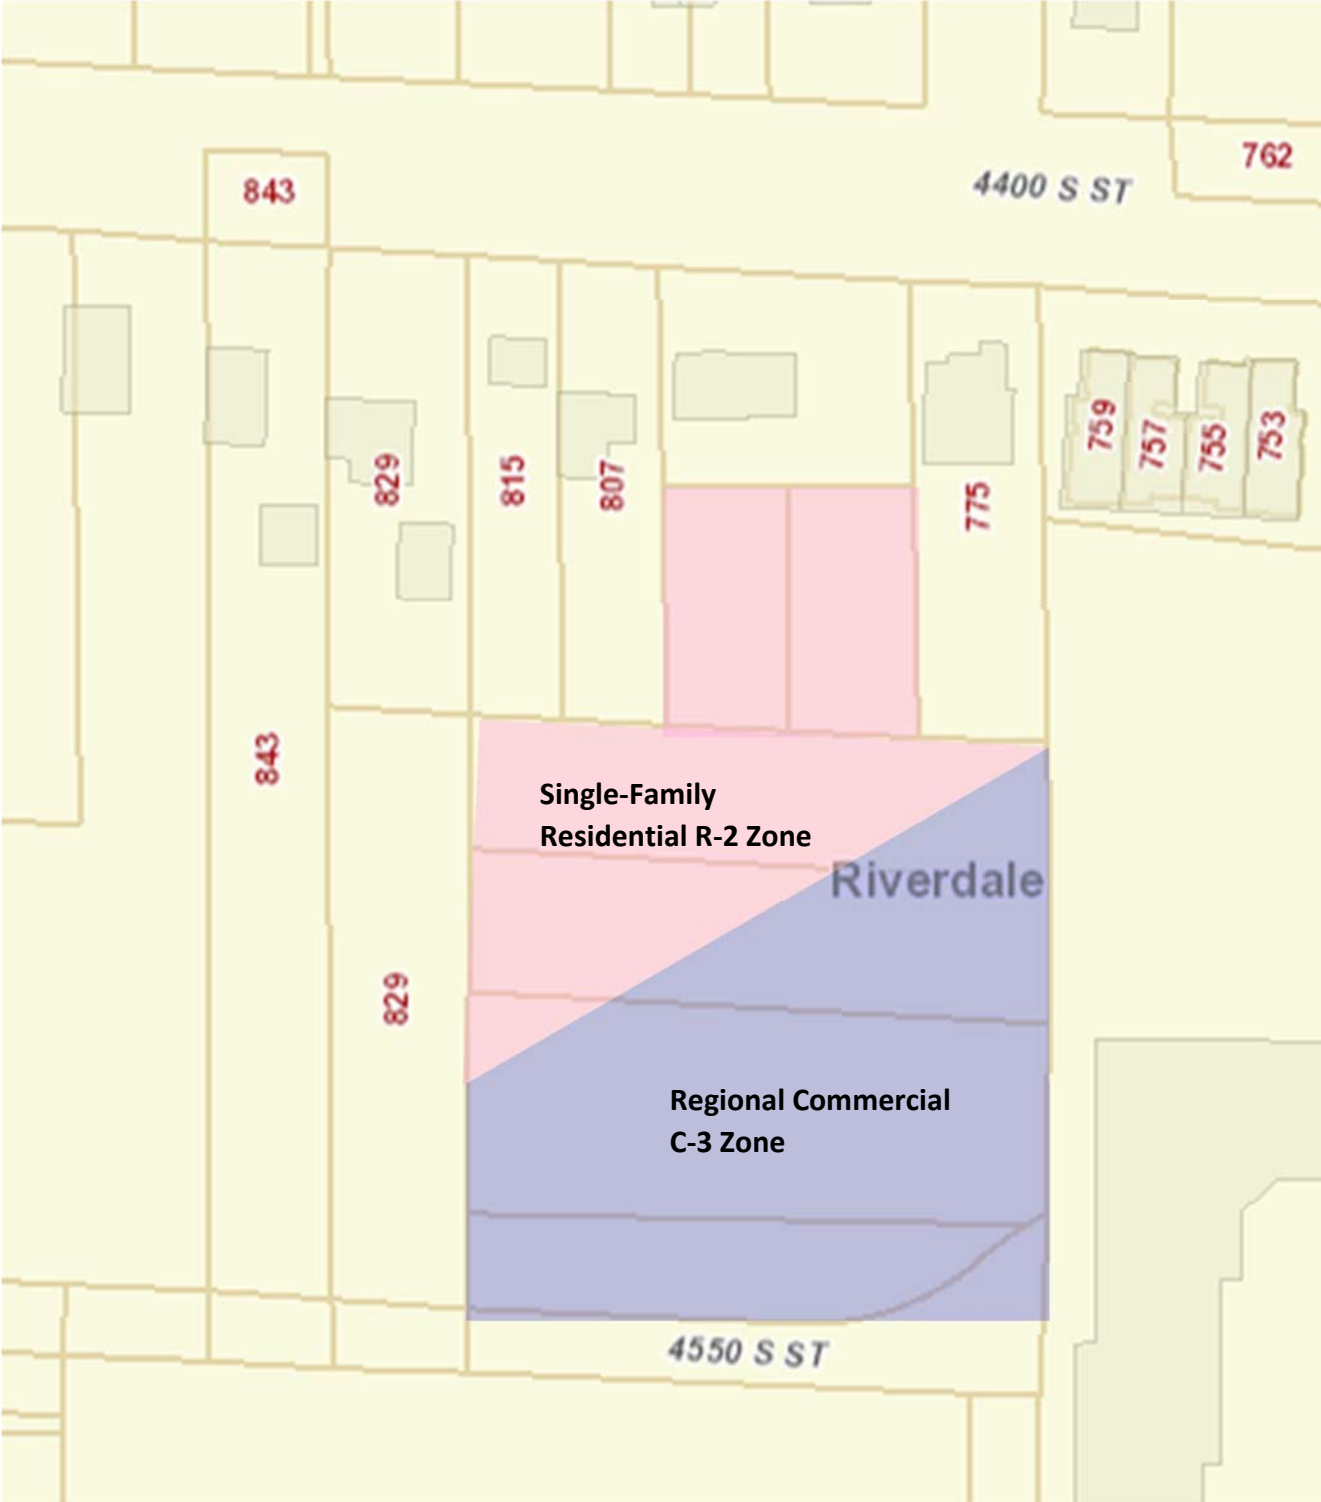 762
843
4400 S ST
759
757
755
753
829
815
807
775
843
Single-Family
Residential R-2 Zone
Riverdale
829
Regional Commercial
C-3 Zone
4550 S ST